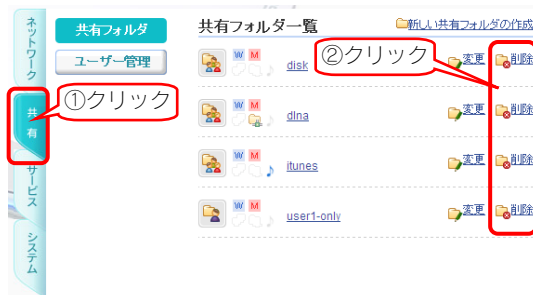 ネットワーク
共有
サービス
システム
共有フォルダ
ユーザー管理
①クリック
共有フォルダ一覧
新しい共有フォルダの作成
②クリック
W M
disk
変更
削除
W M
dlna
変更
削除
W M
itunes
変更
削除
W M
user1-only
変更
削除